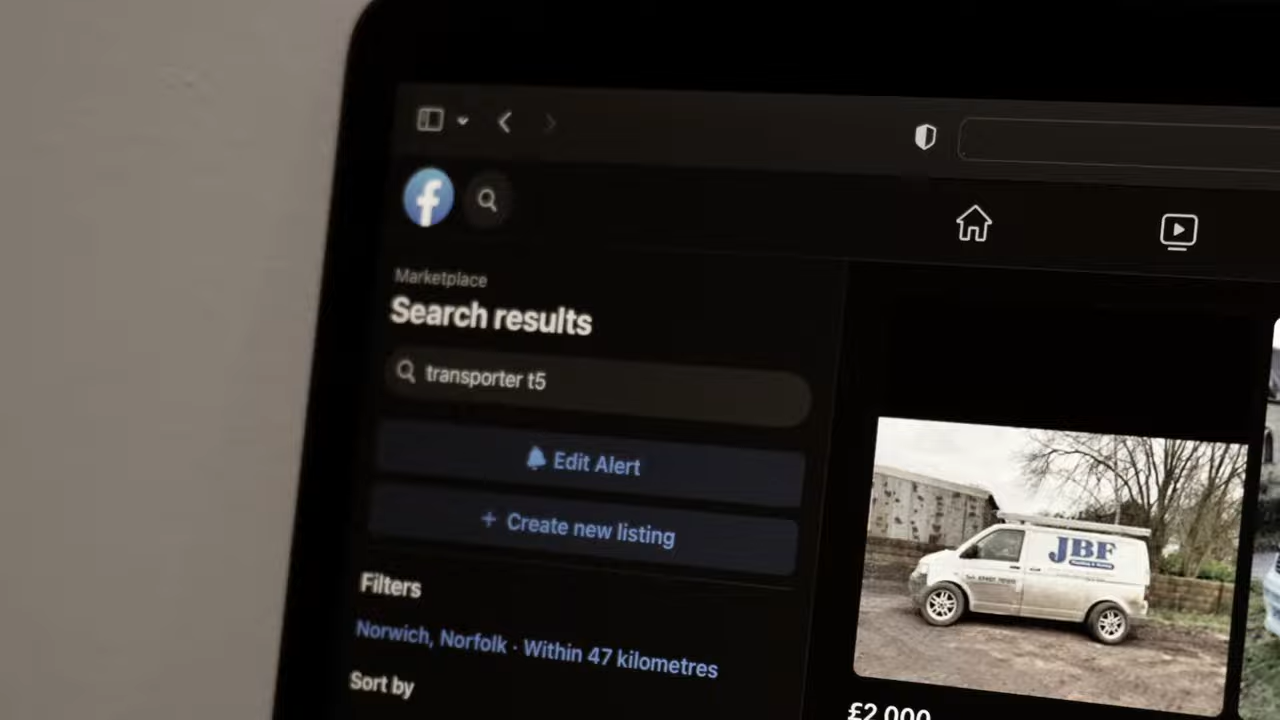 Marketplace
Search results
transporter t5
Edit Alert
+ Create new listing
Filters
Norwich, Norfolk · Within 47 kilometres
Sort by
JBF
£2,000